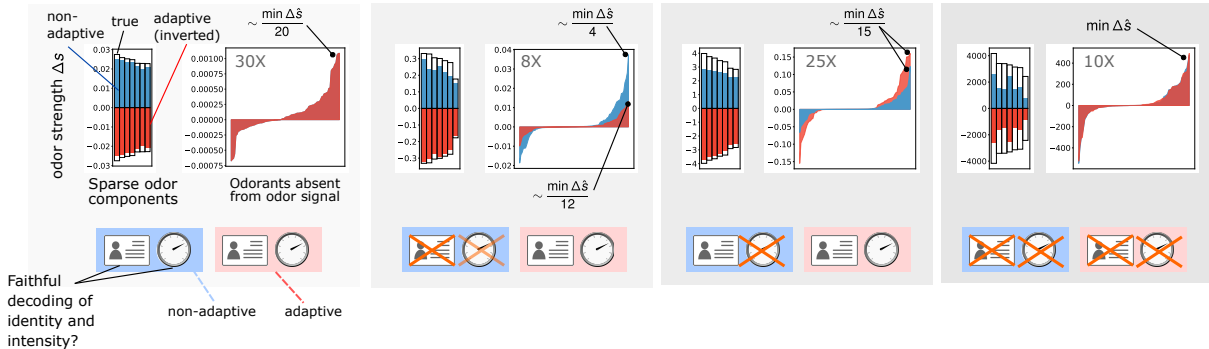 non-
adaptive
true
adaptive
(inverted)
odor strength Δs
0.03
0.02
0.01
0.00
−0.01
−0.02
−0.03
Sparse odor
components
~ min Δŝ / 20
30X
0.00100
0.00075
0.00050
0.00025
0.00000
−0.00025
−0.00050
−0.00075
Odorants absent
from odor signal
0.3
0.2
0.1
0.0
−0.1
−0.2
−0.3
~ min Δŝ / 4
8X
0.04
0.03
0.02
0.01
0.00
−0.01
−0.02
~ min Δŝ / 12
4
3
2
1
0
−1
−2
−3
−4
~ min Δŝ / 15
25X
0.15
0.10
0.05
0.00
−0.05
−0.10
−0.15
4000
2000
0
−2000
−4000
min Δŝ
10X
400
200
0
−200
−400
Faithful
decoding of
identity and
intensity?
non-adaptive
adaptive